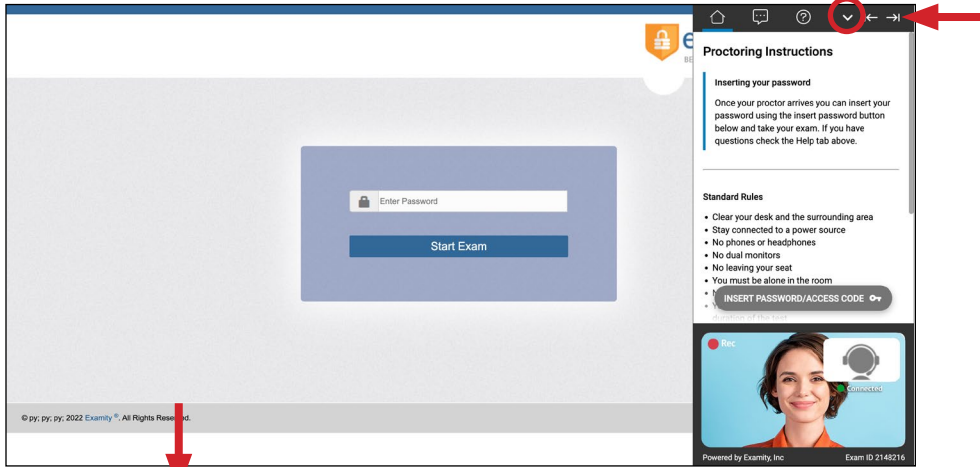 Proctoring Instructions
Inserting your password
Once your proctor arrives you can insert your
password using the insert password button
below and take your exam. If you have
questions check the Help tab above.
Standard Rules
• Clear your desk and the surrounding area
• Stay connected to a power source
• No phones or headphones
• No dual monitors
• No leaving your seat
• You must be alone in the room
INSERT PASSWORD/ACCESS CODE
duration of the test
Enter Password
Start Exam
Rec
Connected
Powered by Examity, Inc
Exam ID 2148216
© py; py; py; 2022 Examity ®. All Rights